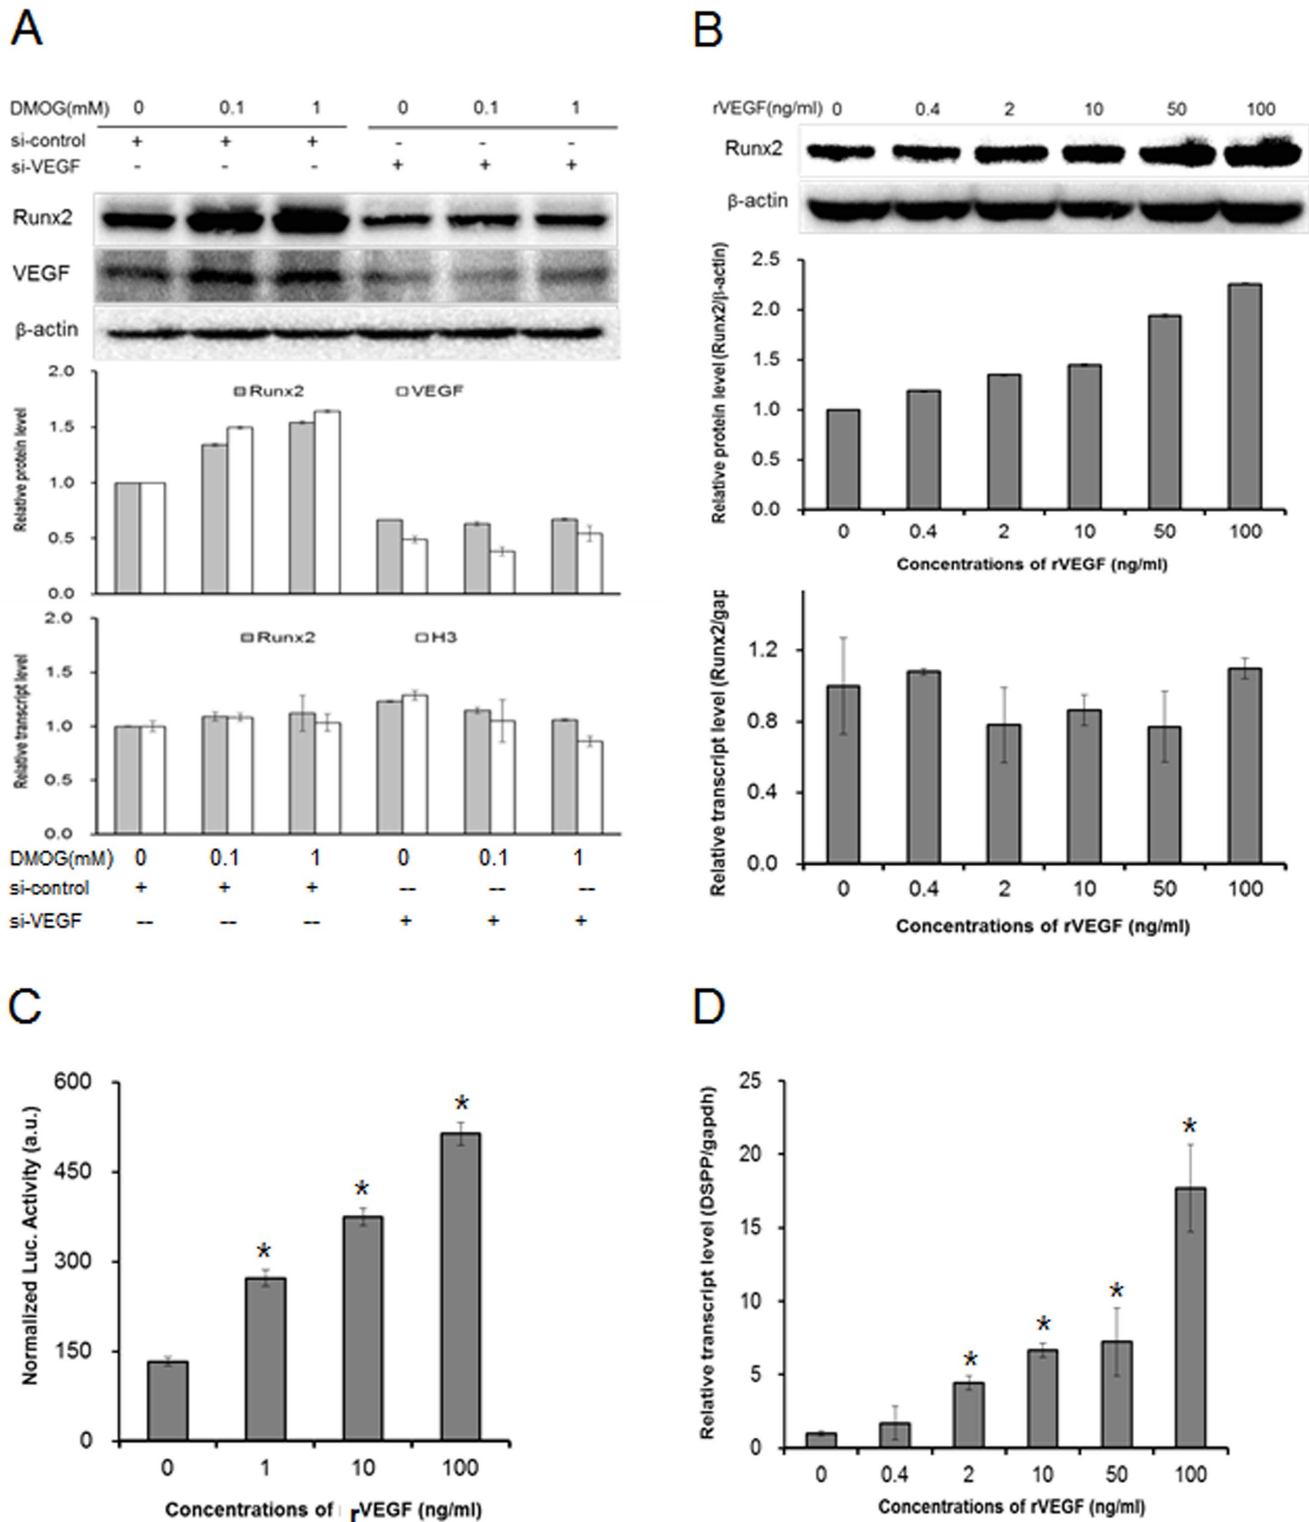 A
DMOG(mM) 0 0.1 1 0 0.1 1
si-control + + + - - -
si-VEGF - - - + + +
Runx2
VEGF
β-actin
2.0
1.5
1.0
0.5
0.0
Relative protein level
Runx2 VEGF
2.0
1.5
1.0
0.5
0.0
Relative transcript level
Runx2 H3
DMOG(mM) 0 0.1 1 0 0.1 1
si-control + + + -- -- --
si-VEGF -- -- -- + + +
B
rVEGF(ng/ml) 0 0.4 2 10 50 100
Runx2
β-actin
Relative protein level (Runx2/β-actin)
2.5
2.0
1.5
1.0
0.5
0.0
0 0.4 2 10 50 100
Concentrations of rVEGF (ng/ml)
Relative transcript level (Runx2/gap
1.2
0.8
0.4
0.0
0 0.4 2 10 50 100
Concentrations of rVEGF (ng/ml)
C
Normalized Luc. Activity (a.u.)
600
450
300
150
0
* * *
0 1 10 100
Concentrations of rVEGF (ng/ml)
D
Relative transcript level (DSPP/gapdh)
25
20
15
10
5
0
* * * *
0 0.4 2 10 50 100
Concentrations of rVEGF (ng/ml)